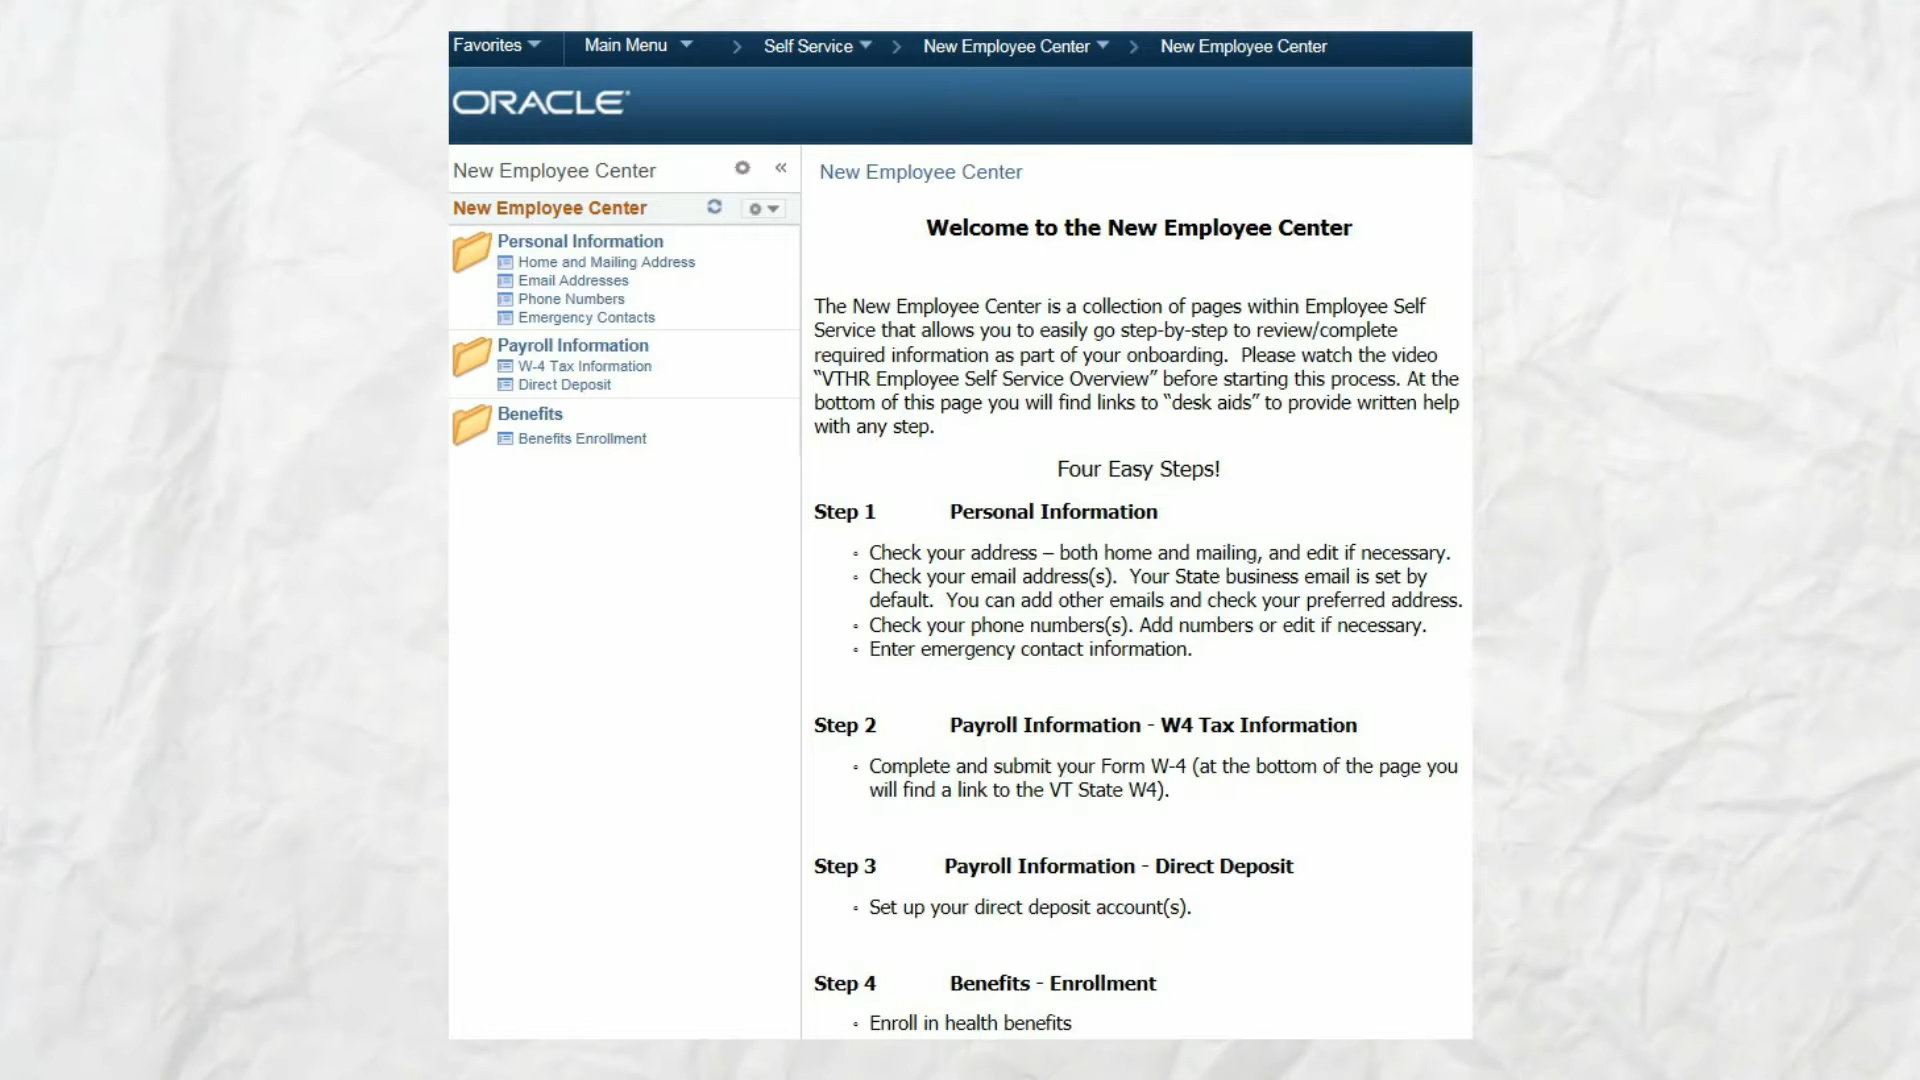 Favorites Main Menu Self Service New Employee Center New Employee Center
ORACLE
New Employee Center
New Employee Center
Personal Information
Home and Mailing Address
Email Addresses
Phone Numbers
Emergency Contacts
Payroll Information
W-4 Tax Information
Direct Deposit
Benefits
Benefits Enrollment
New Employee Center
Welcome to the New Employee Center
The New Employee Center is a collection of pages within Employee Self
Service that allows you to easily go step-by-step to review/complete
required information as part of your onboarding. Please watch the video
“VTHR Employee Self Service Overview” before starting this process. At the
bottom of this page you will find links to “desk aids” to provide written help
with any step.
Four Easy Steps!
Step 1 Personal Information
◦ Check your address – both home and mailing, and edit if necessary.
◦ Check your email address(s). Your State business email is set by
default. You can add other emails and check your preferred address.
◦ Check your phone numbers(s). Add numbers or edit if necessary.
◦ Enter emergency contact information.
Step 2 Payroll Information - W4 Tax Information
◦ Complete and submit your Form W-4 (at the bottom of the page you
will find a link to the VT State W4).
Step 3 Payroll Information - Direct Deposit
◦ Set up your direct deposit account(s).
Step 4 Benefits - Enrollment
◦ Enroll in health benefits